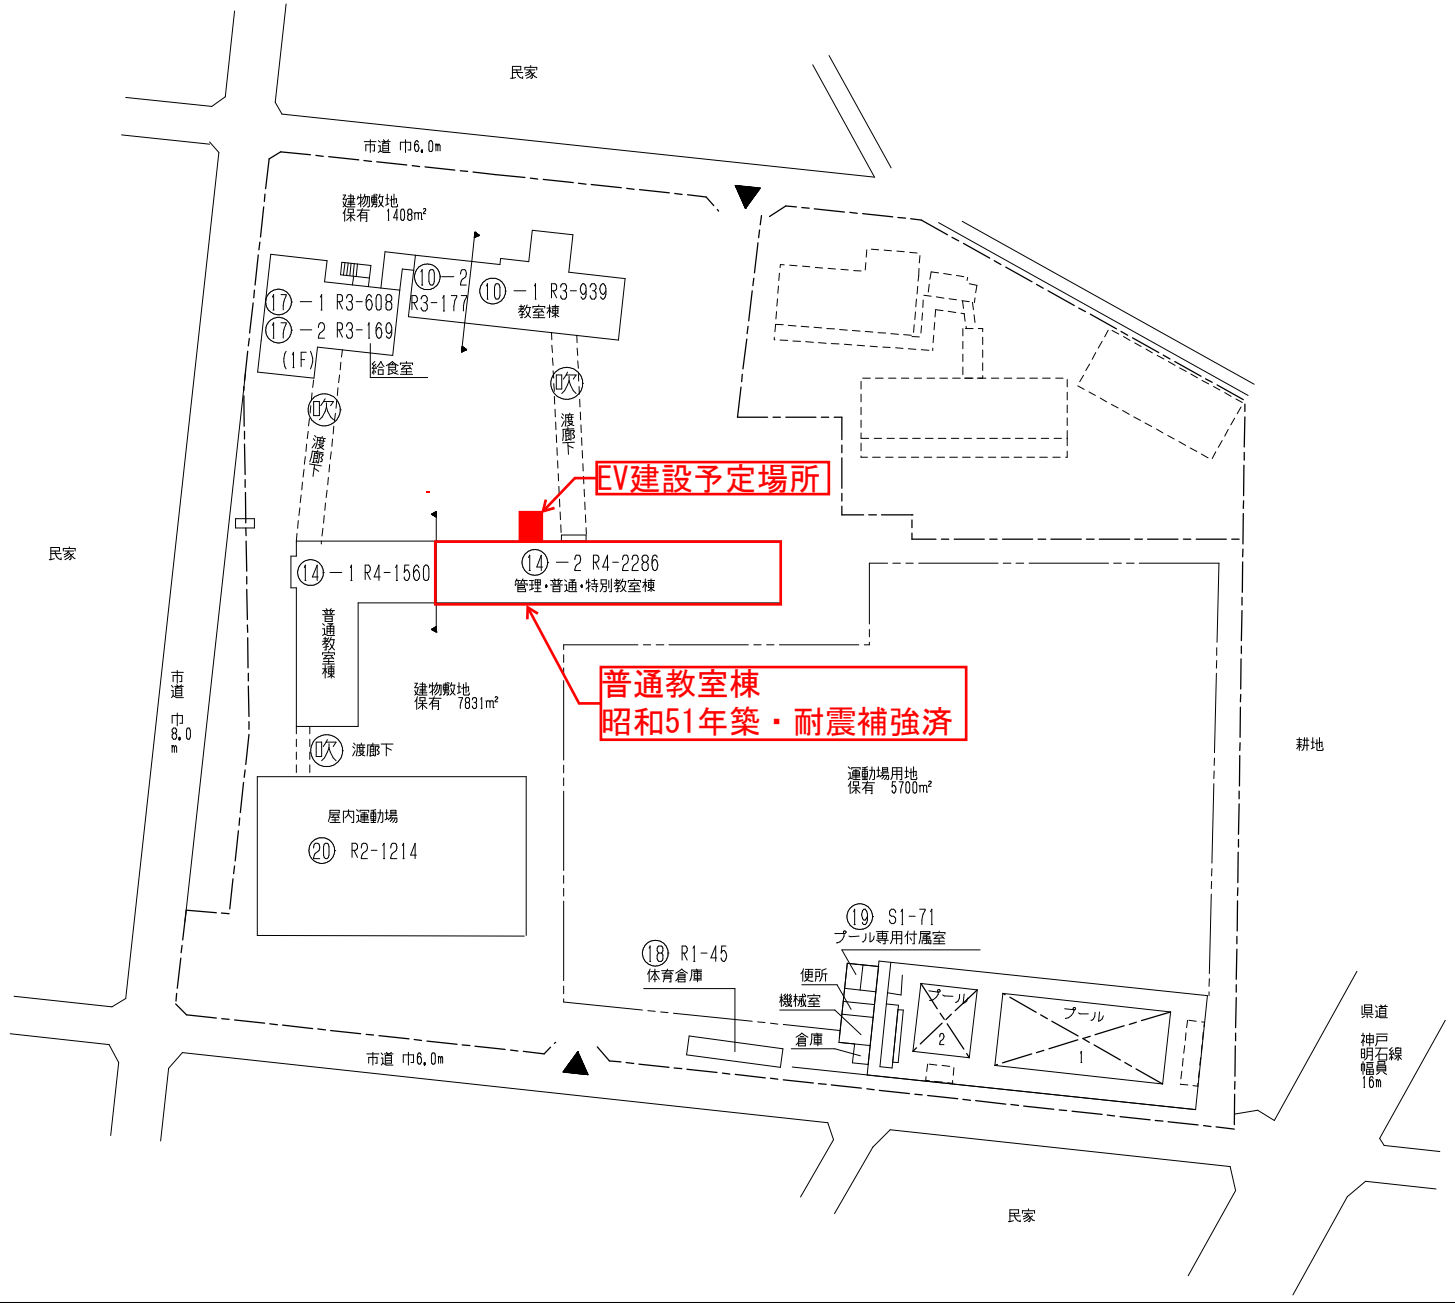 民家
市道 巾6.0m
建物敷地
保有 1408m²
⑩-2
R3-177
⑩-1 R3-939
教室棟
⑰-1 R3-608
⑰-2 R3-169
(1F)
給食室
吹
渡廊下
吹
渡廊下
EV建設予定場所
民家
⑭-1 R4-1560
⑭-2 R4-2286
管理・普通・特別教室棟
普通教室棟
市道 巾8.0m
建物敷地
保有 7831m²
普通教室棟
昭和51年築・耐震補強済
吹 渡廊下
耕地
運動場用地
保有 5700m²
屋内運動場
⑳ R2-1214
⑲ S1-71
プール専用付属室
⑱ R1-45
体育倉庫
便所
機械室
倉庫
プール
2
プール
1
県道
神戸
明石線
幅員
16m
市道 巾6.0m
民家